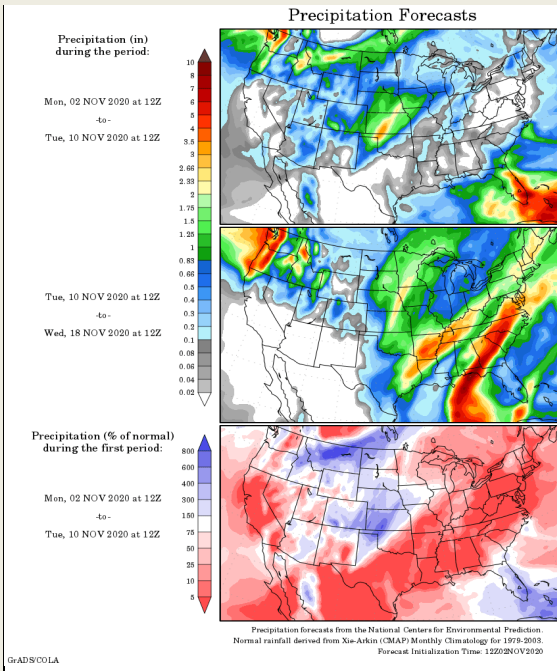 Precipitation Forecasts
Precipitation (in)
during the period:
Mon, 02 NOV 2020 at 12Z
-to-
Tue, 10 NOV 2020 at 12Z
10
8
7
6
5
4
3.5
3
2.66
2.33
2
1.75
1.5
1.25
1
0.83
0.66
0.5
0.4
0.3
0.2
0.1
0.08
0.06
0.04
0.02
Tue, 10 NOV 2020 at 12Z
-to-
Wed, 18 NOV 2020 at 12Z
Precipitation (% of normal)
during the first period:
Mon, 02 NOV 2020 at 12Z
-to-
Tue, 10 NOV 2020 at 12Z
800
600
400
300
150
75
50
25
10
5
Precipitation forecasts from the National Centers for Environmental Prediction.
Normal rainfall derived from Xie-Arkin (CMAP) Monthly Climatology for 1979-2003.
Forecast Initialization Time: 12Z02NOV2020
GrADS/COLA